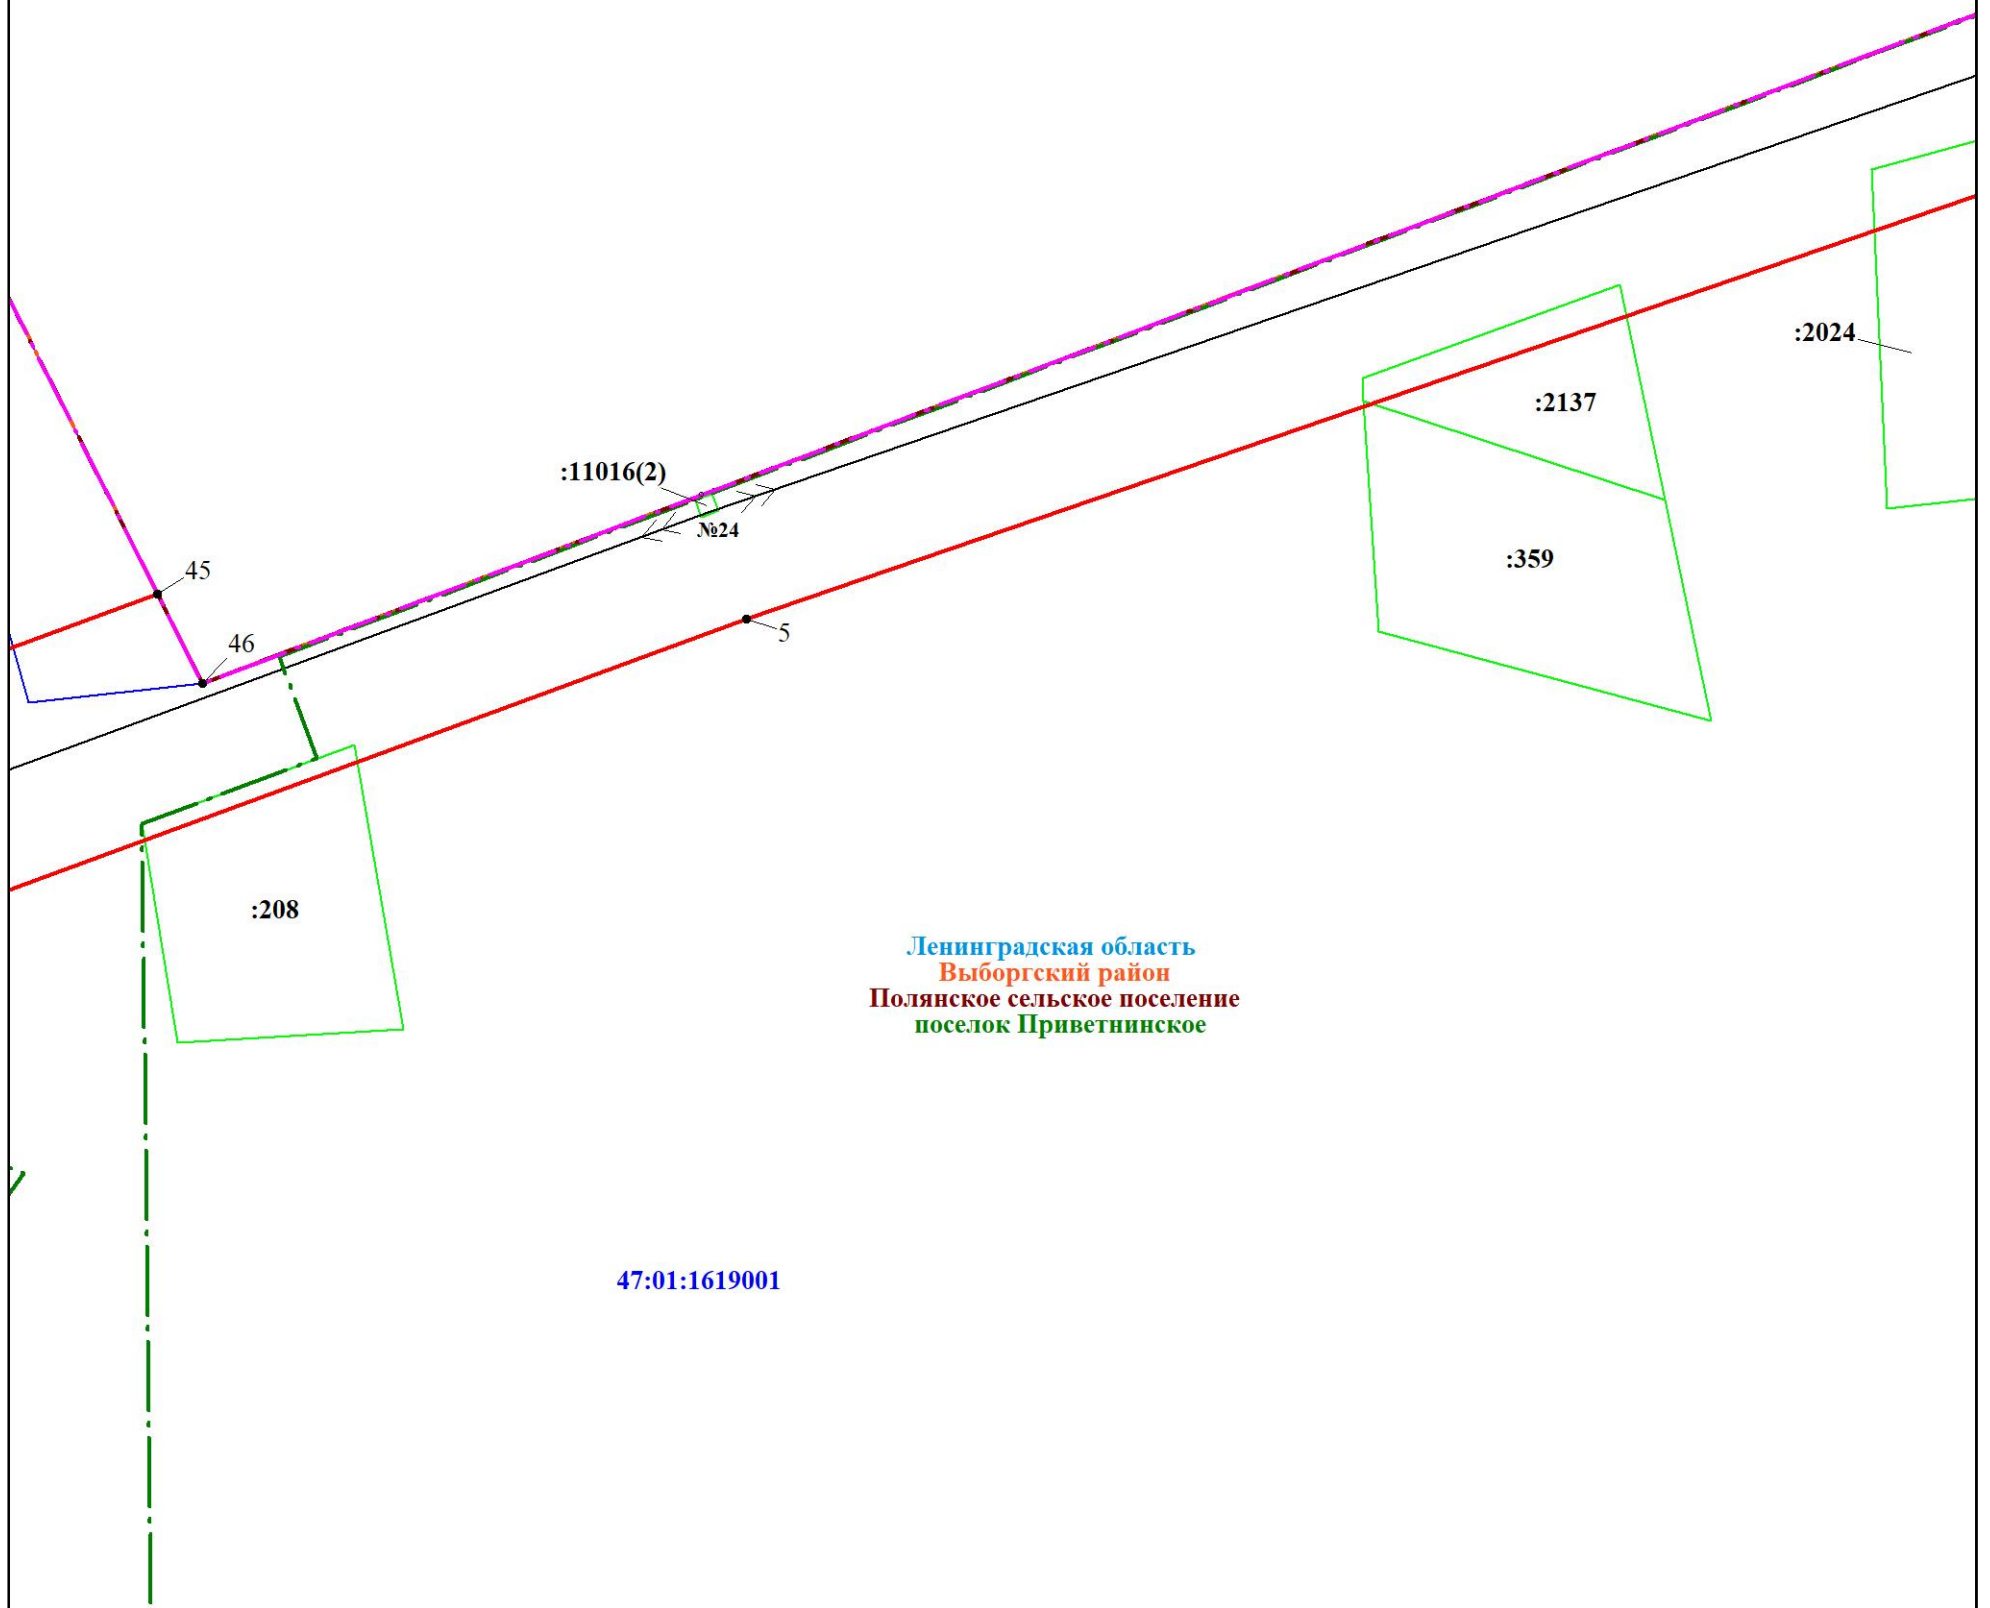 :2024
:2137
:11016(2)
№24
:359
45
5
46
:208
Ленинградская область
Выборгский район
Полянское сельское поселение
поселок Приветнинское
47:01:1619001